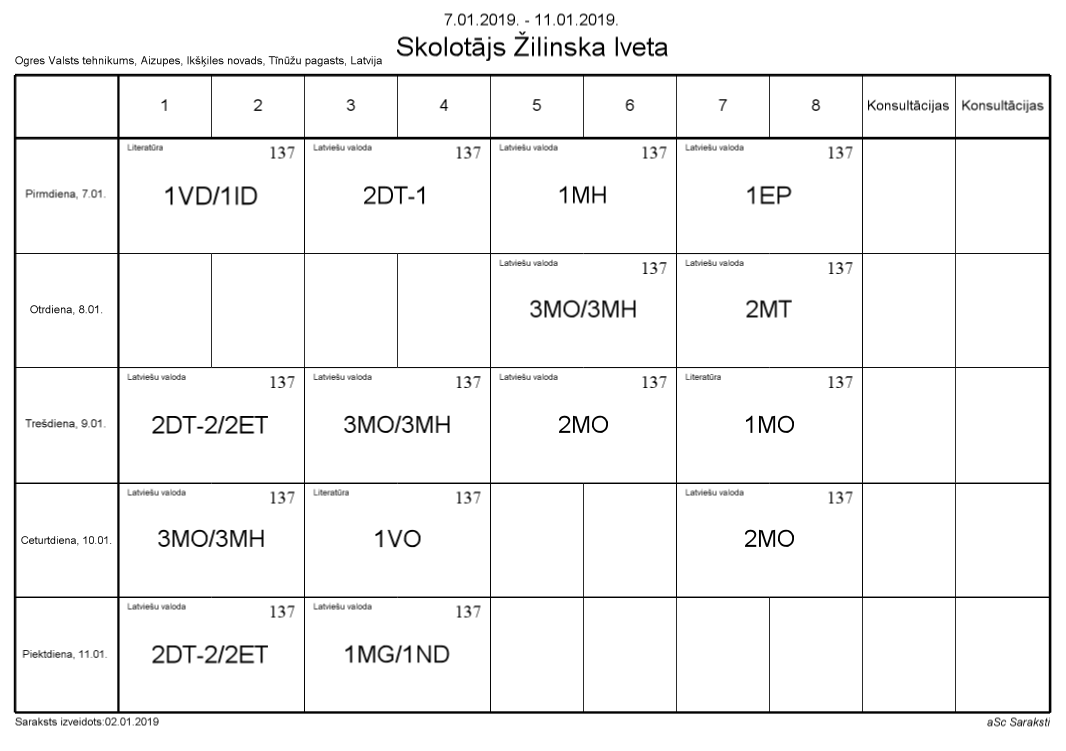 7.01.2019. - 11.01.2019.
Skolotājs Žilinska Iveta
Ogres Valsts tehnikums, Aizupes, Ikšķiles novads, Tīnūžu pagasts, Latvija
1 2 3 4 5 6 7 8 Konsultācijas Konsultācijas
Literatūra 137 Latviešu valoda 137 Latviešu valoda 137 Latviešu valoda 137
Pirmdiena, 7.01. 1VD/1ID 2DT-1 1MH 1EP
Latviešu valoda 137 Latviešu valoda 137
Otrdiena, 8.01. 3MO/3MH 2MT
Latviešu valoda 137 Latviešu valoda 137 Latviešu valoda 137 Literatūra 137
Trešdiena, 9.01. 2DT-2/2ET 3MO/3MH 2MO 1MO
Latviešu valoda 137 Literatūra 137 Latviešu valoda 137
Ceturtdiena, 10.01. 3MO/3MH 1VO 2MO
Latviešu valoda 137 Latviešu valoda 137
Piektdiena, 11.01. 2DT-2/2ET 1MG/1ND
Saraksts izveidots:02.01.2019 aSc Saraksti